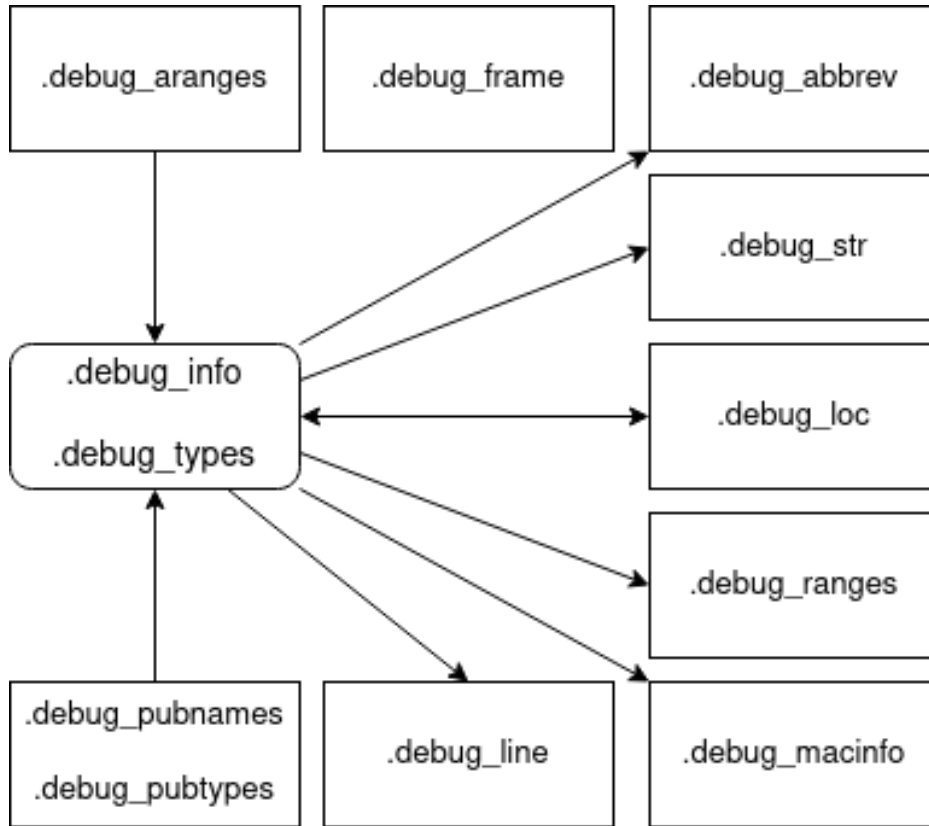 .debug_aranges
.debug_frame
.debug_abbrev
.debug_str
.debug_info
.debug_types
.debug_loc
.debug_ranges
.debug_pubnames
.debug_pubtypes
.debug_line
.debug_macinfo